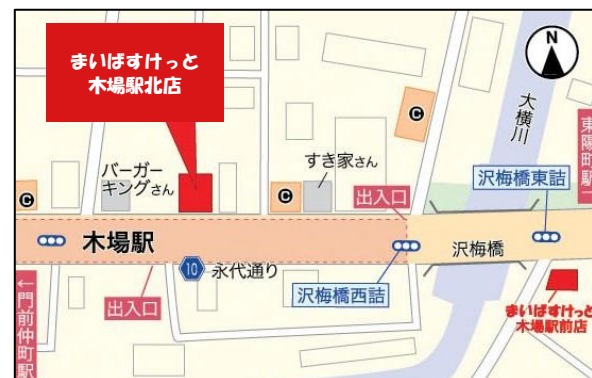 まいばすけっと
木場駅北店
N
大横川
東陽町駅→
C
バーガー
キングさん
C
すき家さん
C
出入口
沢梅橋東詰
木場駅
沢梅橋
10
永代通り
沢梅橋西詰
出入口
←門前仲町駅
まいばすけっと
木場駅前店